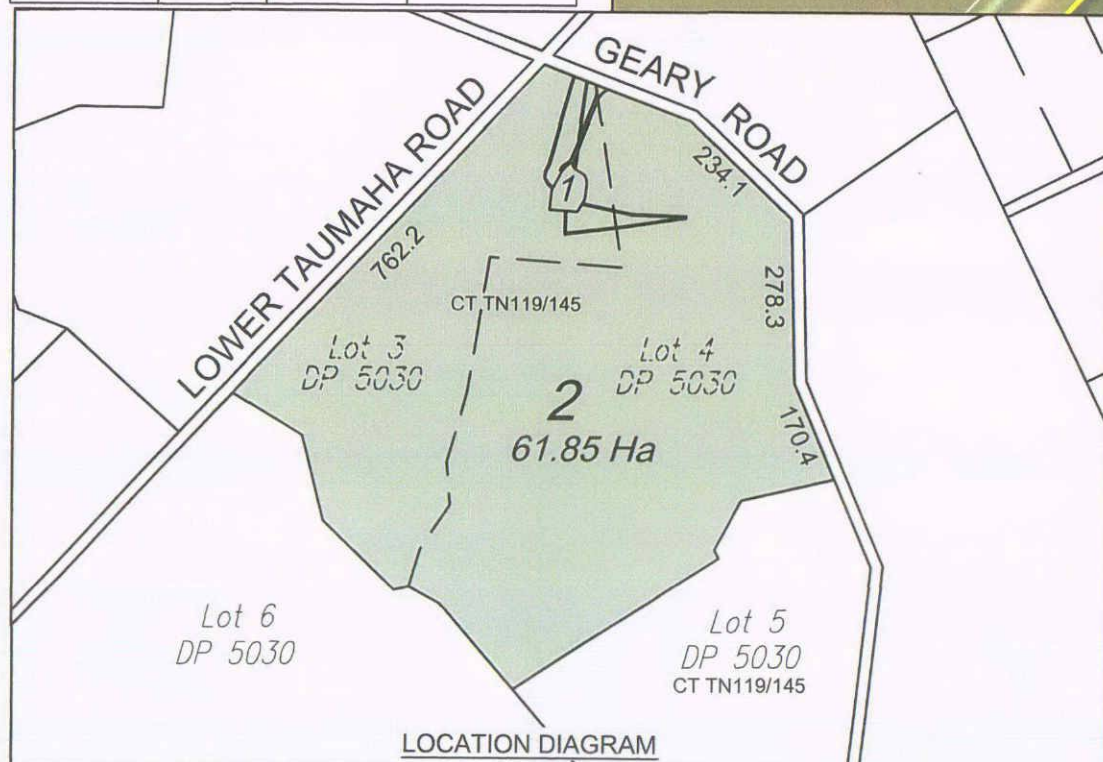 GEARY ROAD
LOWER TAUMAHA ROAD
1
234.1
762.2
278.3
CT TN119/145
Lot 3
DP 5030
Lot 4
DP 5030
2
61.85 Ha
170.4
Lot 6
DP 5030
Lot 5
DP 5030
CT TN119/145
LOCATION DIAGRAM